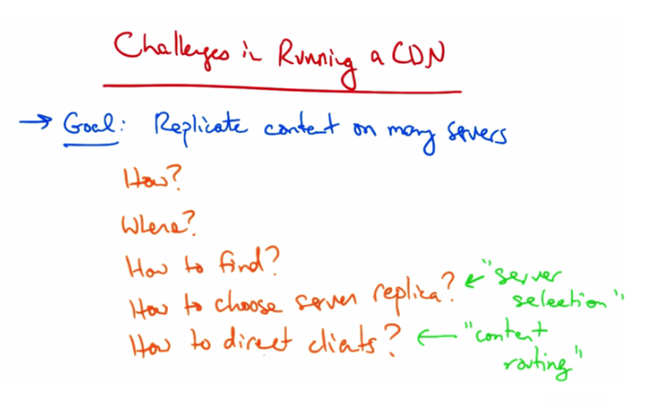 Challenges in Running a CDN
→ Goal: Replicate content on many servers
How?
Where?
How to find?
How to choose server replica? ← "server selection"
How to direct clients? ← "content routing"